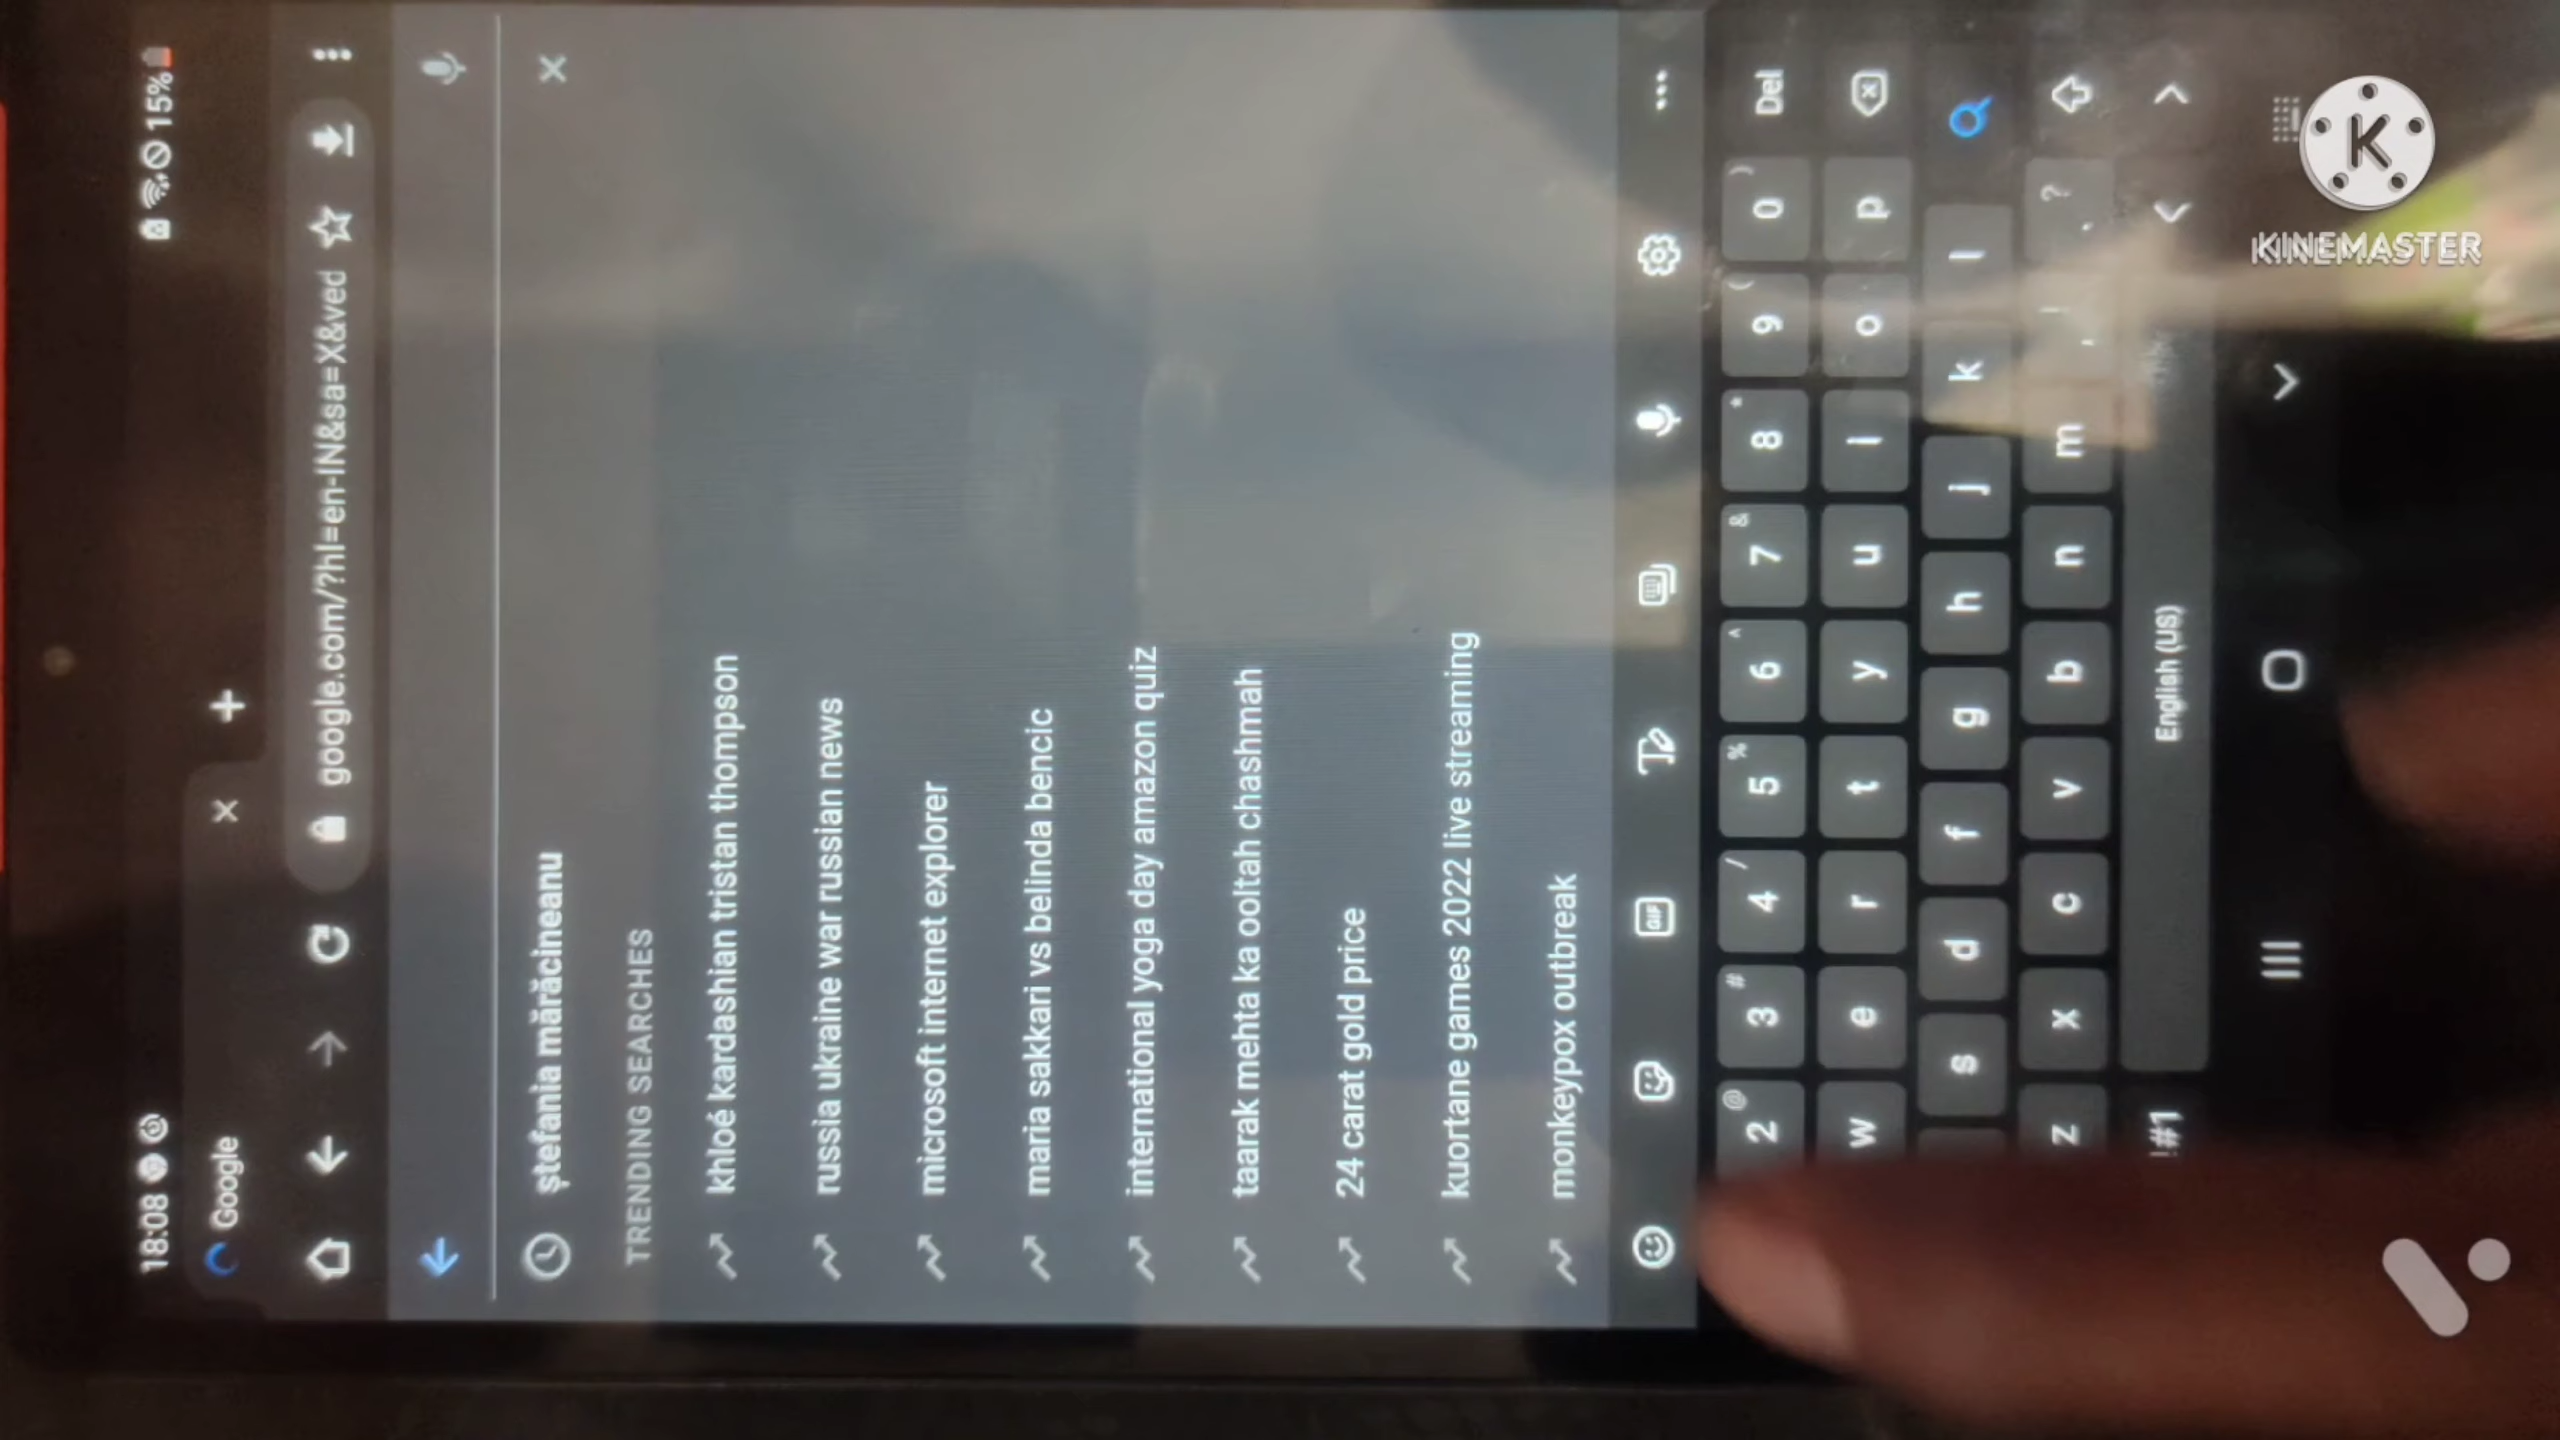 18:08
15%
Google
google.com/?hl=en-IN&sa=X&ved
ștefania mărăcineanu
TRENDING SEARCHES
khloé kardashian tristan thompson
russia ukraine war russian news
microsoft internet explorer
maria sakkari vs belinda bencic
international yoga day amazon quiz
taarak mehta ka ooltah chashmah
24 carat gold price
kuortane games 2022 live streaming
monkeypox outbreak
GIF
2 @ 3 # 4 / 5 % 6 ^ 7 & 8 * 9 ( 0 ) Del
w e r t y u I o p
s d f g h j k l
z x c v b n m , ! . ?
!#1 English (US) < >
K
KINEMASTER